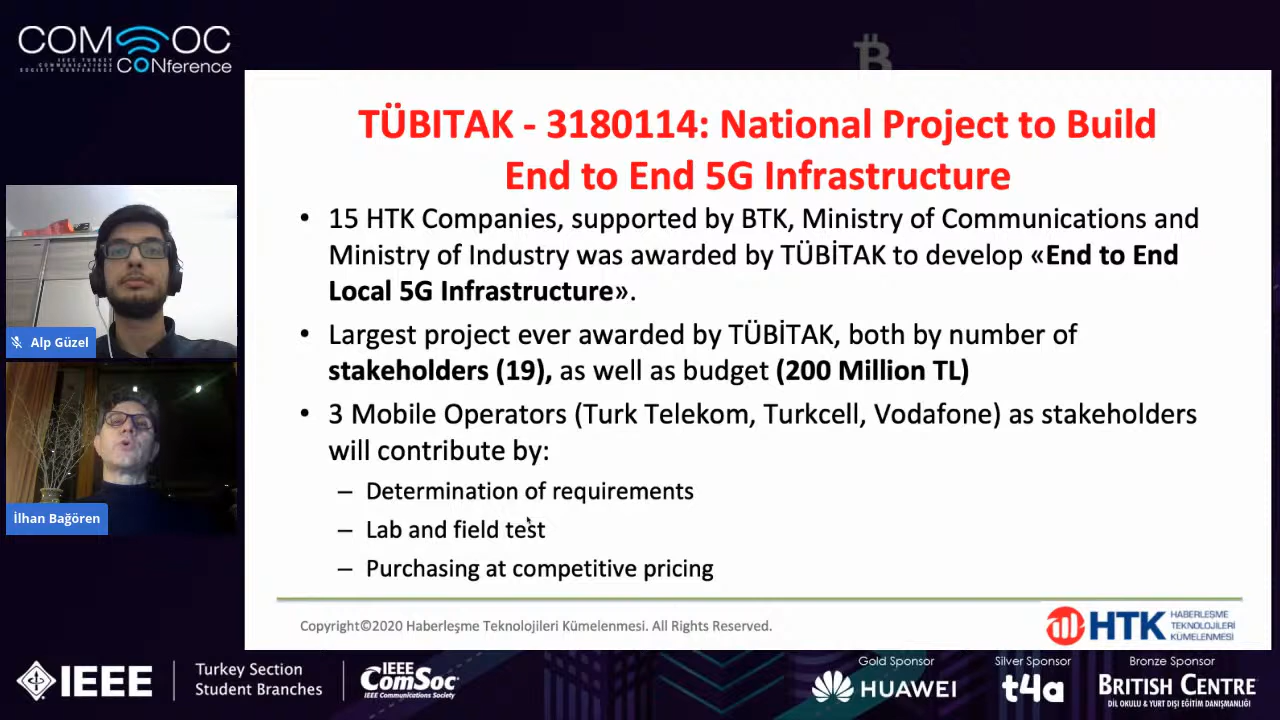 COMSOC
IEEE TURKEY
COMMUNICATIONS
SOCIETY CONFERENCE
CONference
TÜBITAK - 3180114: National Project to Build
End to End 5G Infrastructure
• 15 HTK Companies, supported by BTK, Ministry of Communications and
Ministry of Industry was awarded by TÜBİTAK to develop «End to End
Local 5G Infrastructure».
• Largest project ever awarded by TÜBİTAK, both by number of
stakeholders (19), as well as budget (200 Million TL)
• 3 Mobile Operators (Turk Telekom, Turkcell, Vodafone) as stakeholders
will contribute by:
– Determination of requirements
– Lab and field test
– Purchasing at competitive pricing
Copyright©2020 Haberleşme Teknolojileri Kümelenmesi. All Rights Reserved.
HTK
HABERLEŞME
TEKNOLOJİLERİ
KÜMELENMESİ
Alp Güzel
İlhan Bağören
IEEE
Turkey Section
Student Branches
IEEE
ComSoc
IEEE Communications Society
Gold Sponsor
HUAWEI
Silver Sponsor
t4a
Bronze Sponsor
BRITISH CENTRE
DİL OKULU & YURT DIŞI EĞİTİM DANIŞMANLIĞI